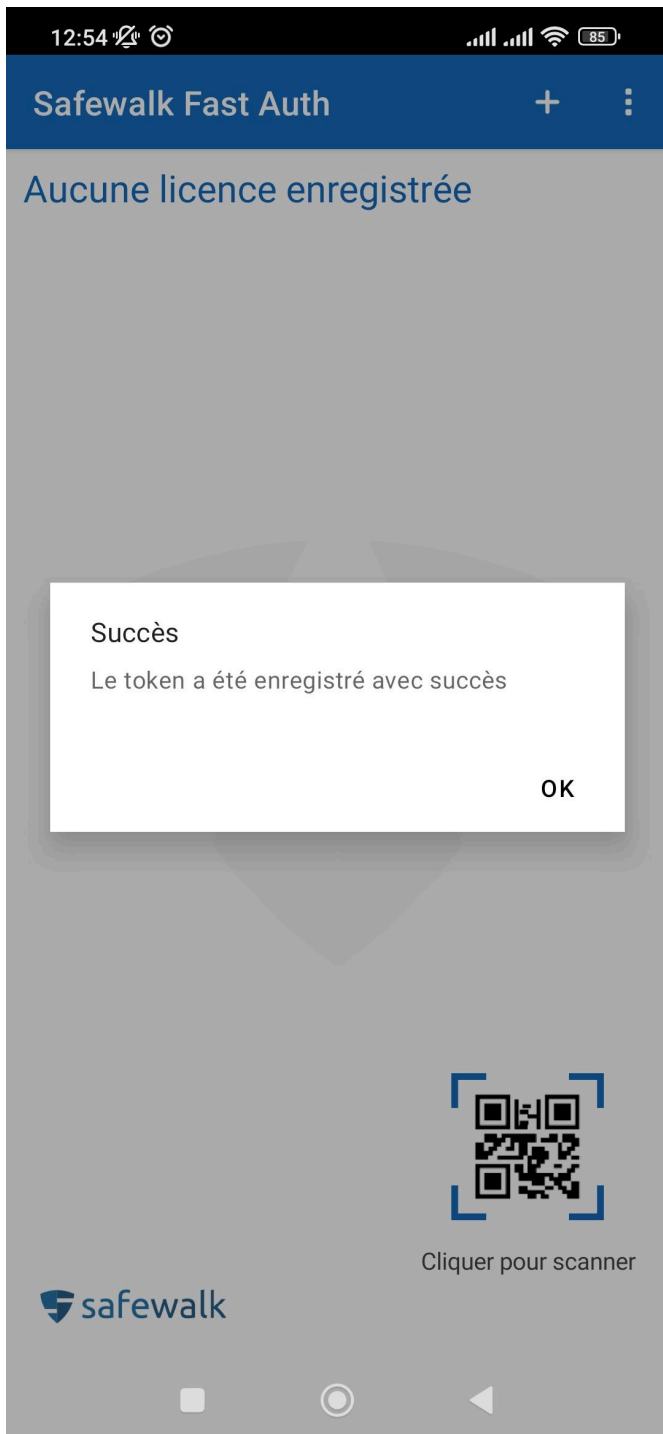 12:54
85
Safewalk Fast Auth
Aucune licence enregistrée
Succès
Le token a été enregistré avec succès
OK
Cliquer pour scanner
safewalk